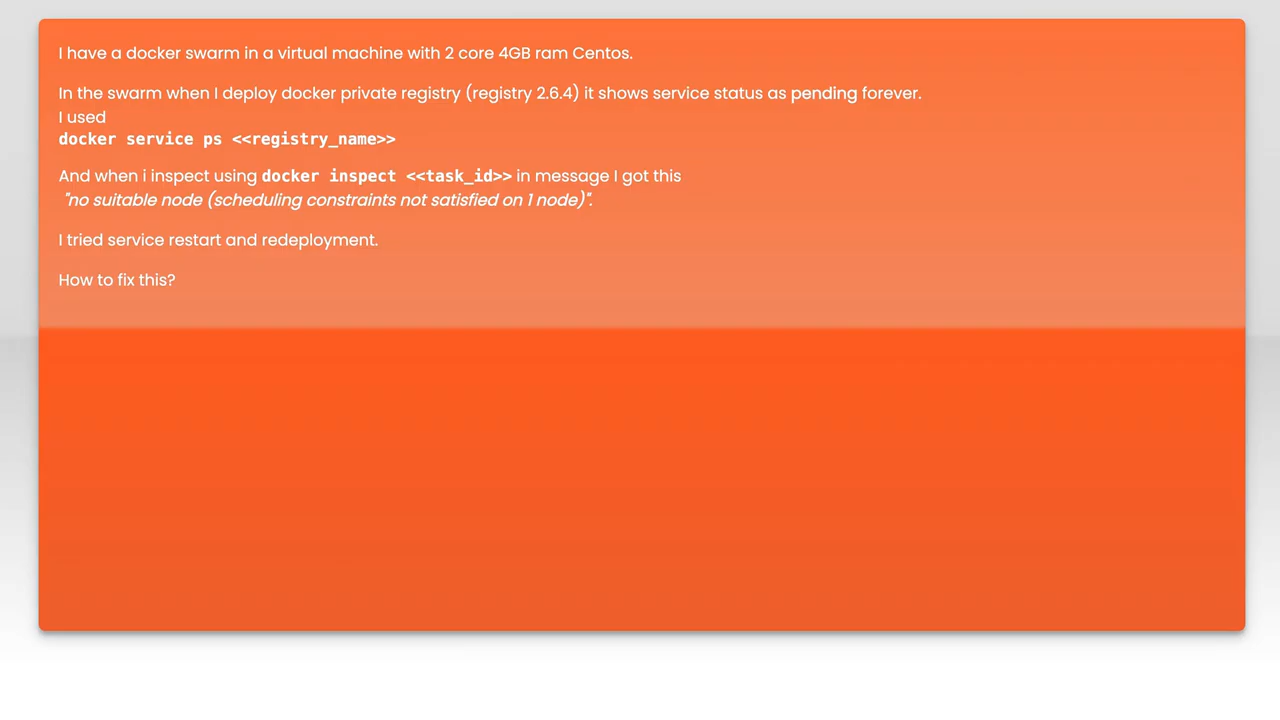 I have a docker swarm in a virtual machine with 2 core 4GB ram Centos.
In the swarm when I deploy docker private registry (registry 2.6.4) it shows service status as pending forever.
I used
docker service ps <<registry_name>>
And when i inspect using docker inspect <<task_id>> in message I got this
"no suitable node (scheduling constraints not satisfied on 1 node)".
I tried service restart and redeployment.
How to fix this?